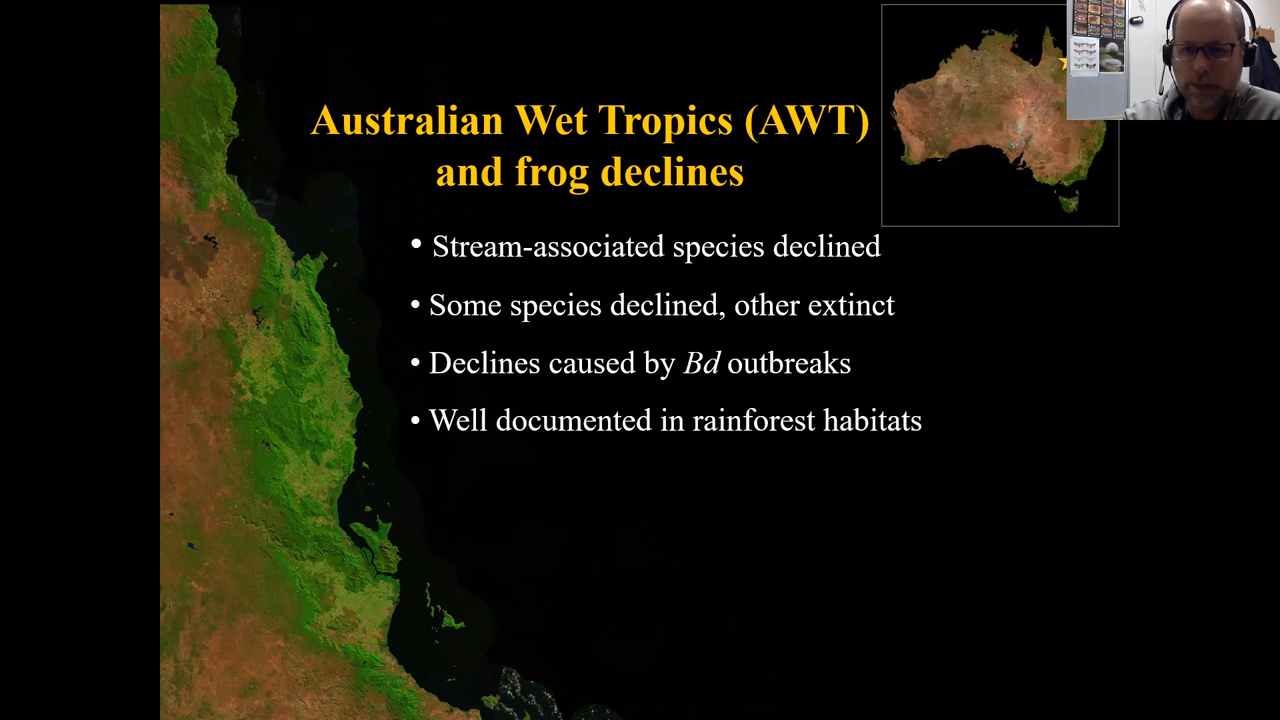 Australian Wet Tropics (AWT)
and frog declines
• Stream-associated species declined
• Some species declined, other extinct
• Declines caused by Bd outbreaks
• Well documented in rainforest habitats